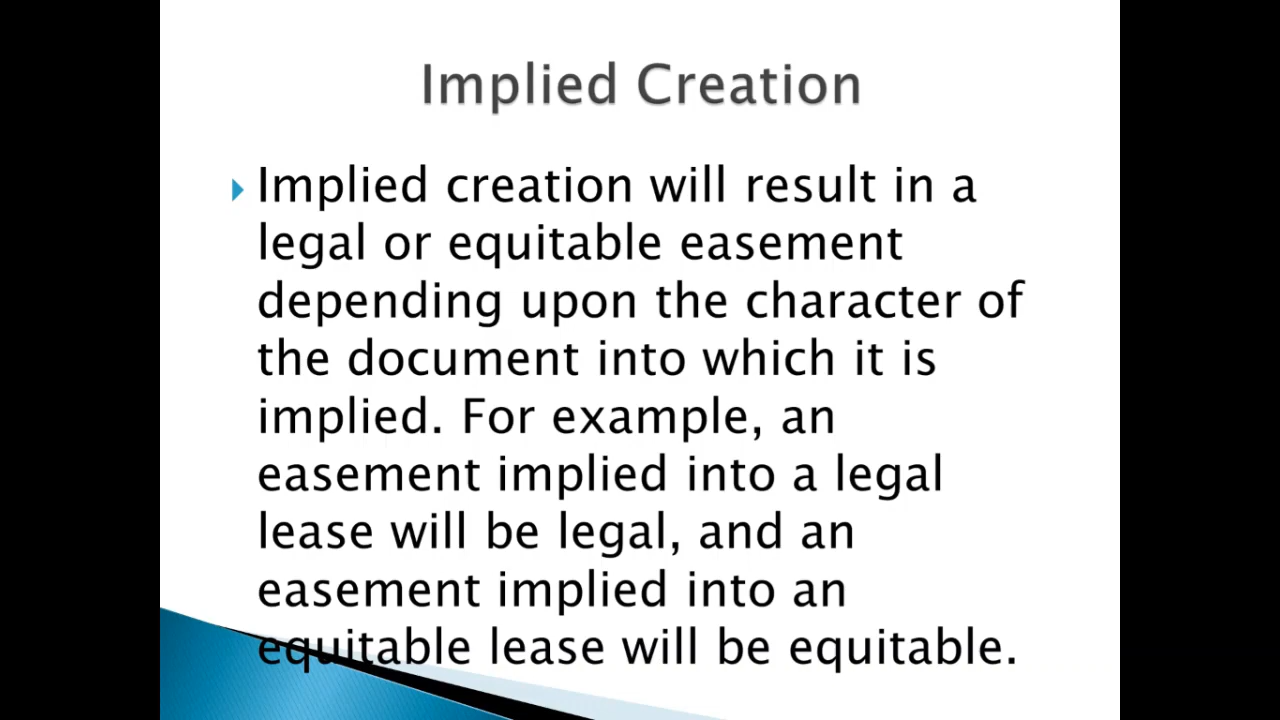 Implied Creation
Implied creation will result in a
legal or equitable easement
depending upon the character of
the document into which it is
implied. For example, an
easement implied into a legal
lease will be legal, and an
easement implied into an
equitable lease will be equitable.